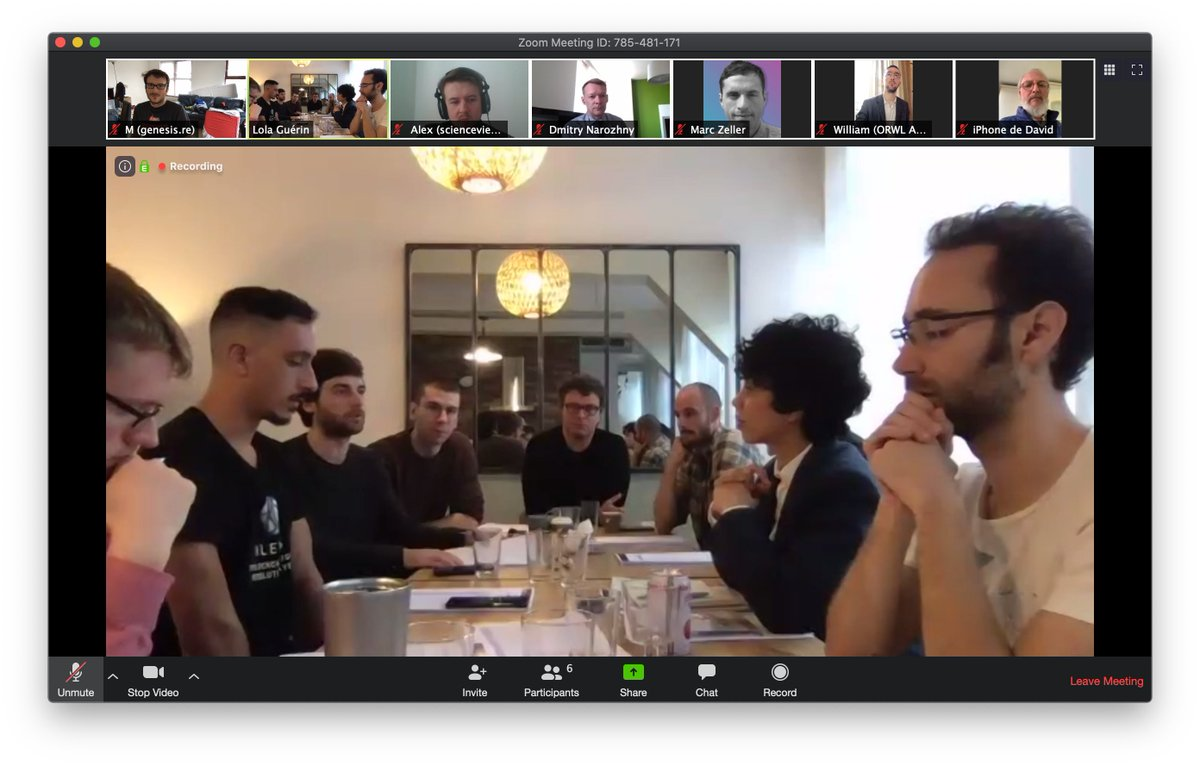 Zoom Meeting ID: 785-481-171
M (genesis.re)
Lola Guérin
Alex (sciencevie...
Dmitry Narozhny
Marc Zeller
William (ORWL A...
iPhone de David
E
Recording
Unmute
Stop Video
Invite
6
Participants
Share
Chat
Record
Leave Meeting